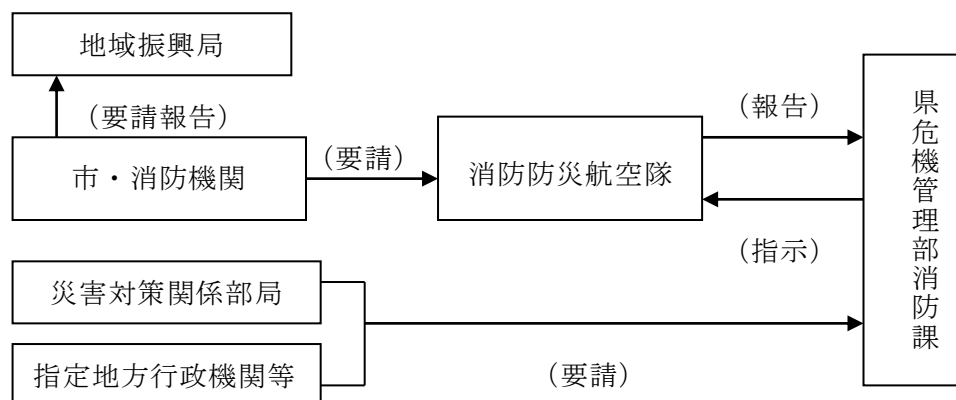 地域振興局
（要請報告）
市・消防機関
（要請）
消防防災航空隊
（報告）
（指示）
県危機管理部消防課
災害対策関係部局
指定地方行政機関等
（要請）